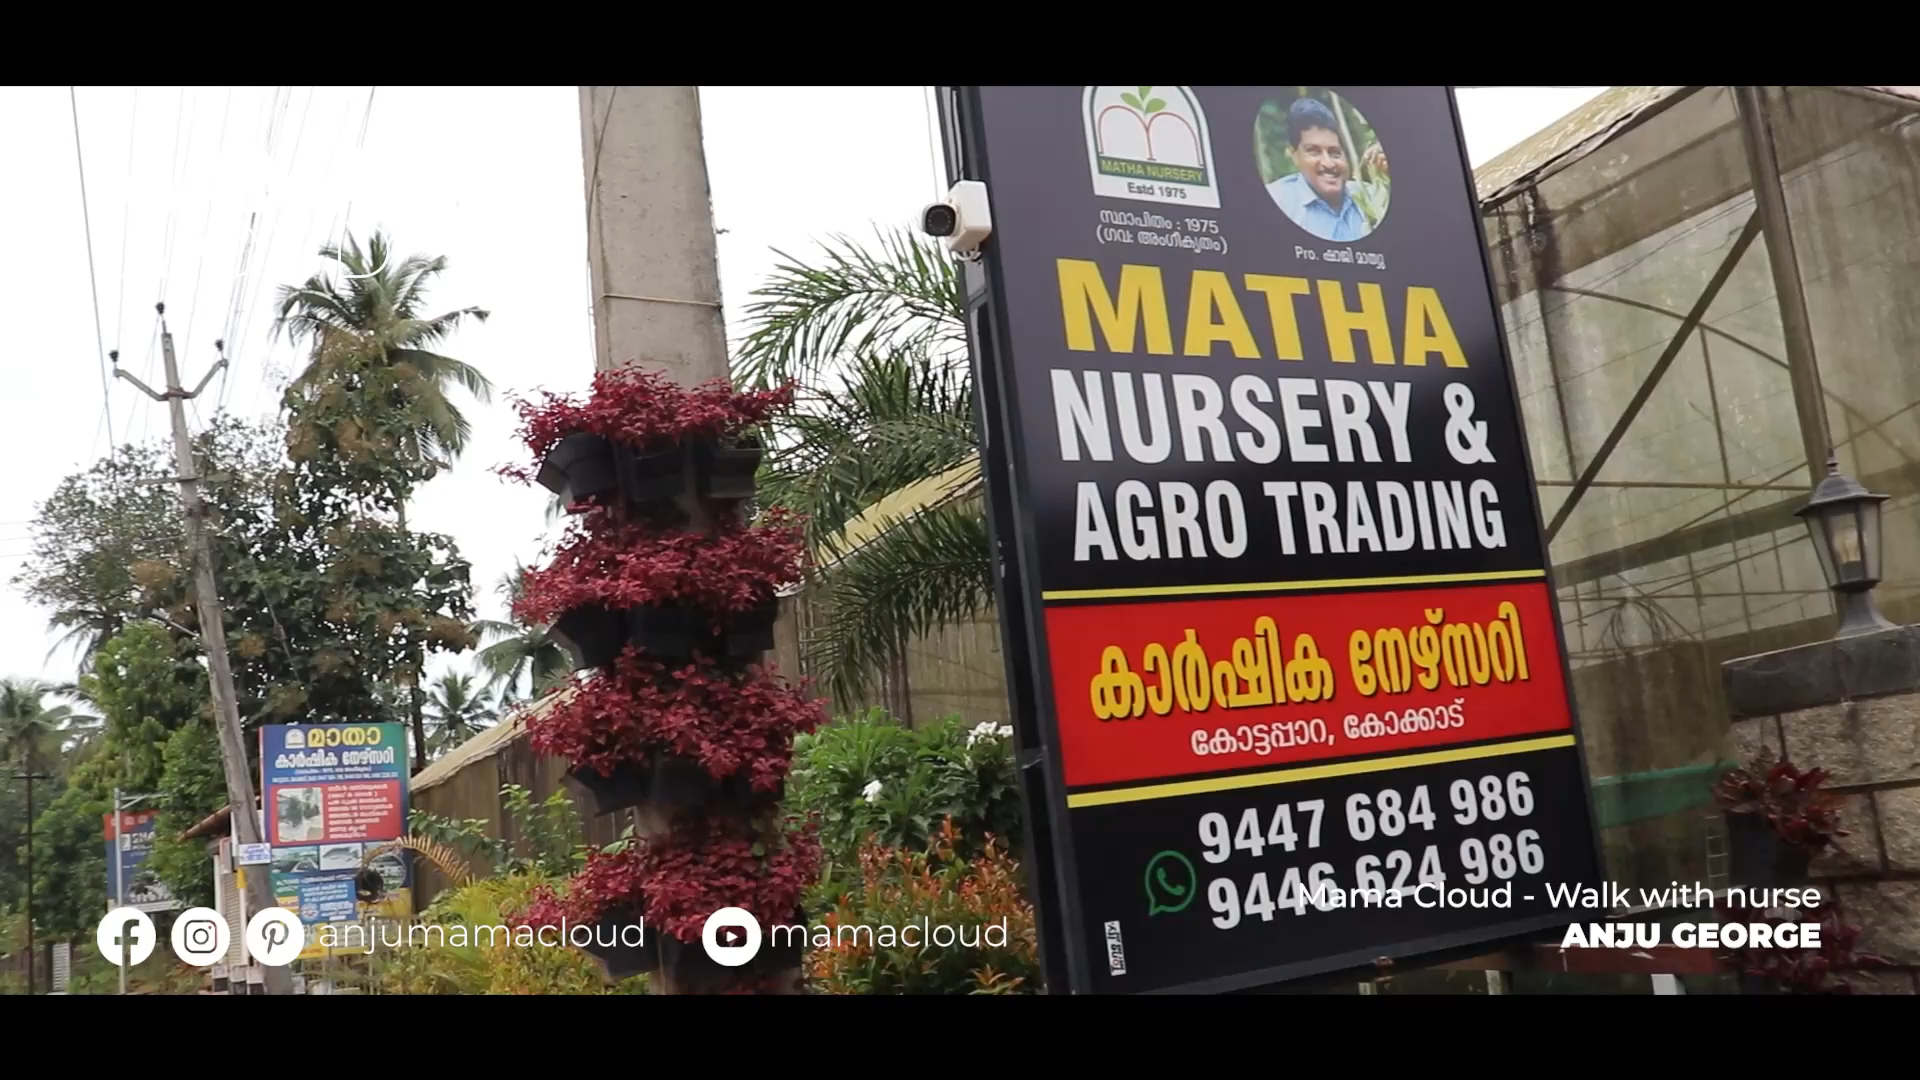 MATHA NURSERY
Estd 1975
സ്ഥാപിതം : 1975
(ഗവ: അംഗീകൃതം)
Pro. ഷാജി മാത്യു
MATHA
NURSERY &
AGRO TRADING
കാർഷിക നേഴ്സറി
കോട്ടപ്പാറ, കോക്കാട്
9447 684 986
9446 624 986
മാതാ
കാർഷിക നേഴ്സറി
anjumamacloud
mamacloud
Mama Cloud - Walk with nurse
ANJU GEORGE